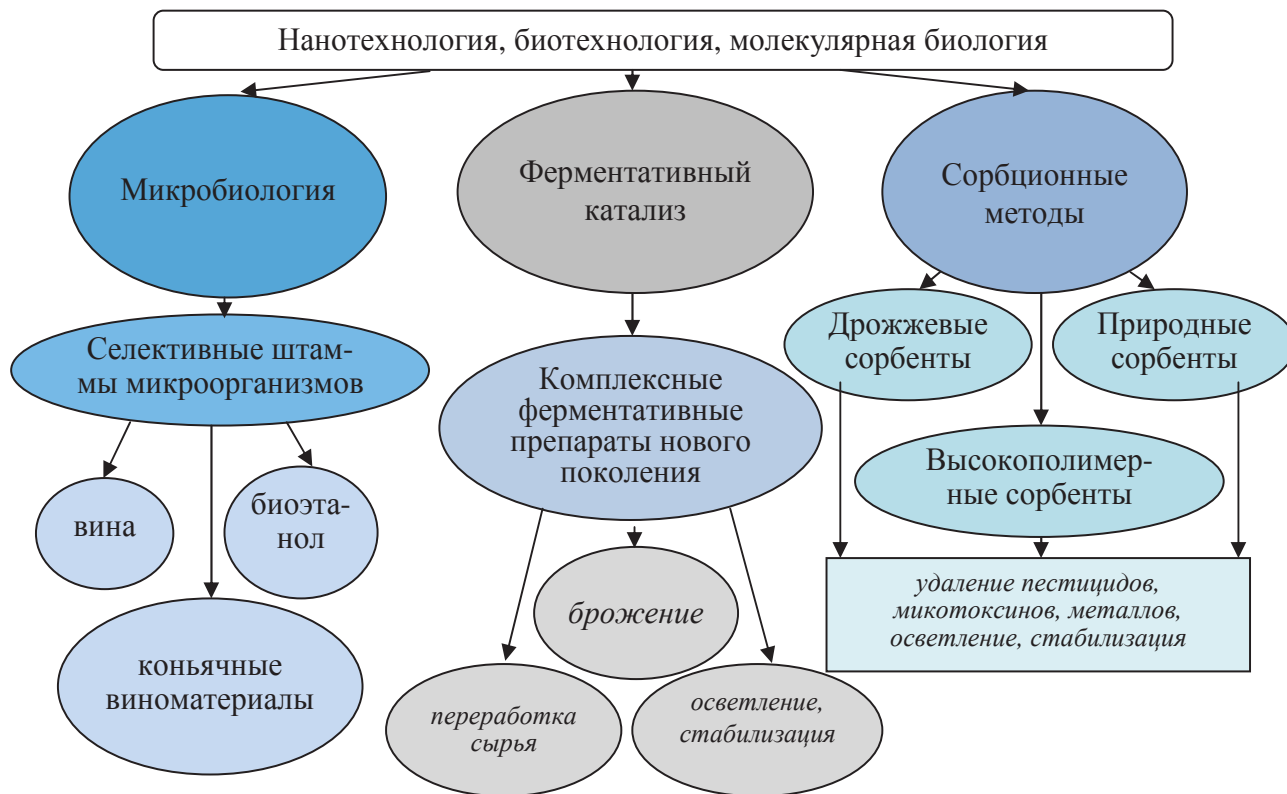 Нанотехнология, биотехнология, молекулярная биология
Микробиология
Ферментативный
катализ
Сорбционные
методы
Селективные штам-
мы микроорганизмов
Комплексные
ферментативные
препараты нового
поколения
Дрожжевые
сорбенты
Природные
сорбенты
Высокополимер-
ные сорбенты
вина
биоэта-
нол
коньячные
виноматериалы
брожение
переработка
сырья
осветление,
стабилизация
удаление пестицидов,
микотоксинов, металлов,
осветление, стабилизация